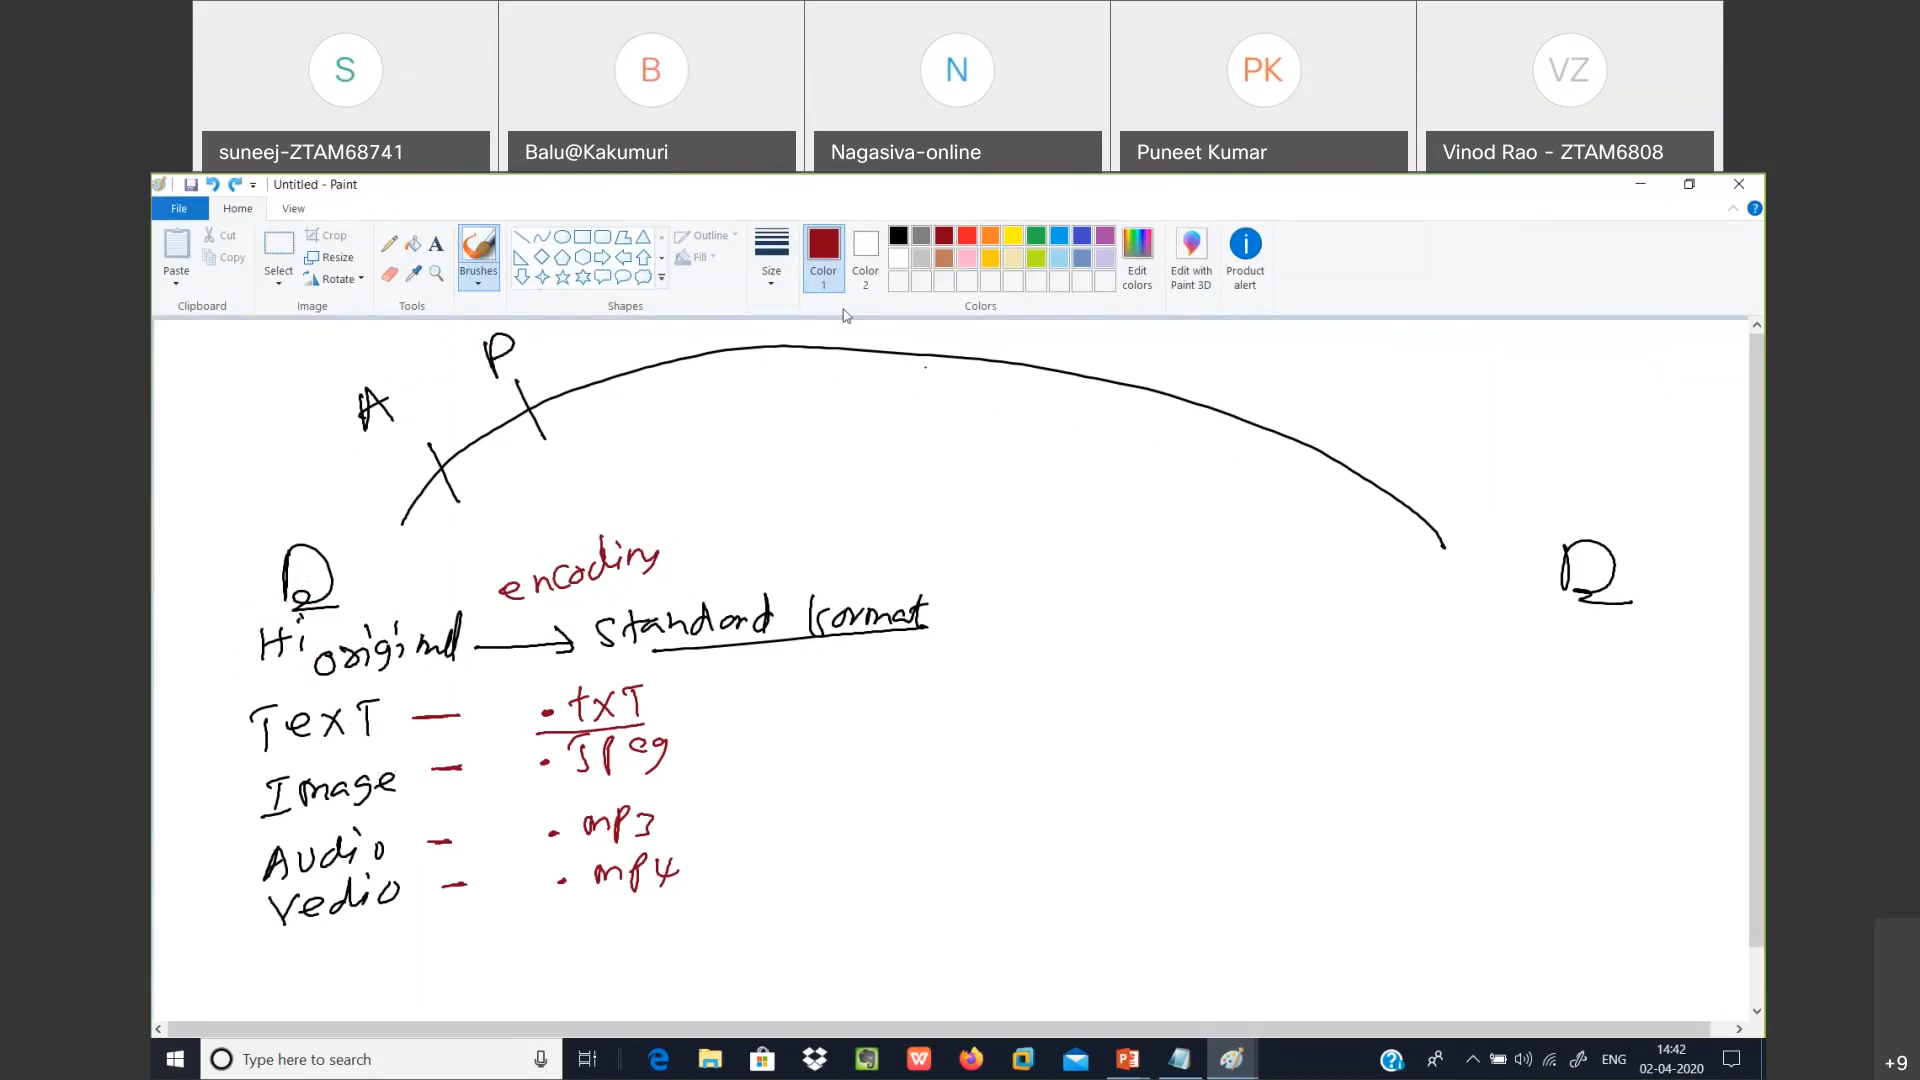 S
B
N
PK
VZ
suneej-ZTAM68741
Balu@Kakumuri
Nagasiva-online
Puneet Kumar
Vinod Rao - ZTAM6808
Untitled - Paint
File
Home
View
Cut
Copy
Paste
Clipboard
Select
Crop
Resize
Rotate
Image
Tools
Brushes
Shapes
Outline
Fill
Size
Color 1
Color 2
Edit colors
Colors
Edit with Paint 3D
Product alert
P
A
encoding
Hi original → Standard format
Text — .txt
Image — .Jpeg
Audio — .mp3
Vedio — .mp4
Type here to search
ENG
14:42
02-04-2020
+9